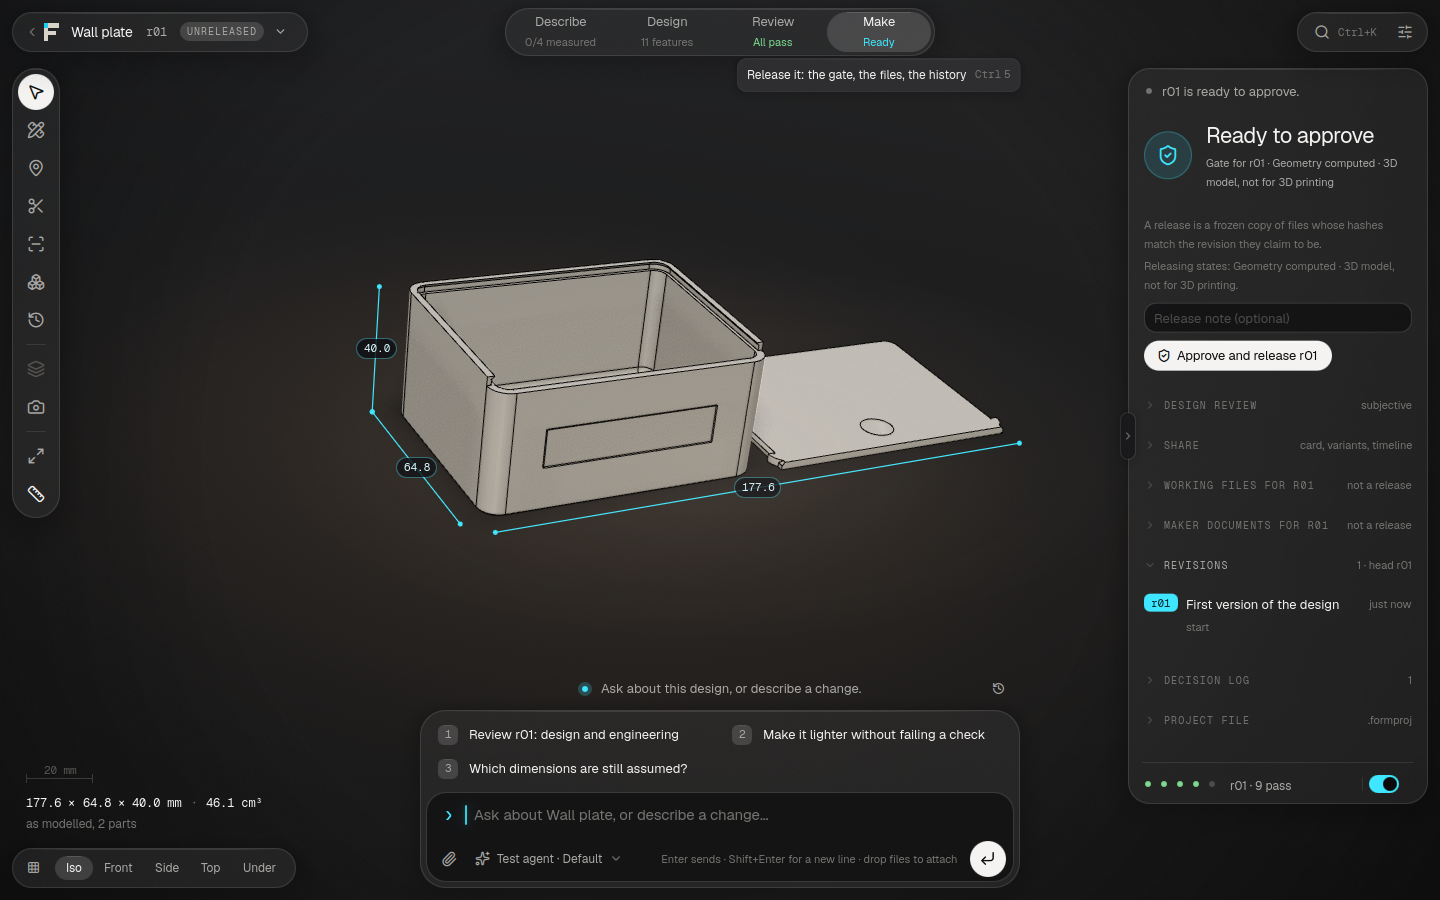 Wall plate r01 UNRELEASED
Describe
0/4 measured
Design
11 features
Review
All pass
Make
Ready
Ctrl+K
Release it: the gate, the files, the history Ctrl 5
r01 is ready to approve.
Ready to approve
Gate for r01 · Geometry computed · 3D
model, not for 3D printing
A release is a frozen copy of files whose hashes
match the revision they claim to be.
Releasing states: Geometry computed · 3D model,
not for 3D printing.
Release note (optional)
Approve and release r01
DESIGN REVIEW subjective
SHARE card, variants, timeline
WORKING FILES FOR R01 not a release
MAKER DOCUMENTS FOR R01 not a release
REVISIONS 1 · head r01
r01 First version of the design just now
start
DECISION LOG 1
PROJECT FILE .formproj
r01 · 9 pass
40.0
64.8
177.6
Ask about this design, or describe a change.
1 Review r01: design and engineering
2 Make it lighter without failing a check
3 Which dimensions are still assumed?
Ask about Wall plate, or describe a change…
Test agent · Default
Enter sends · Shift+Enter for a new line · drop files to attach
20 mm
177.6 × 64.8 × 40.0 mm · 46.1 cm³
as modelled, 2 parts
Iso Front Side Top Under